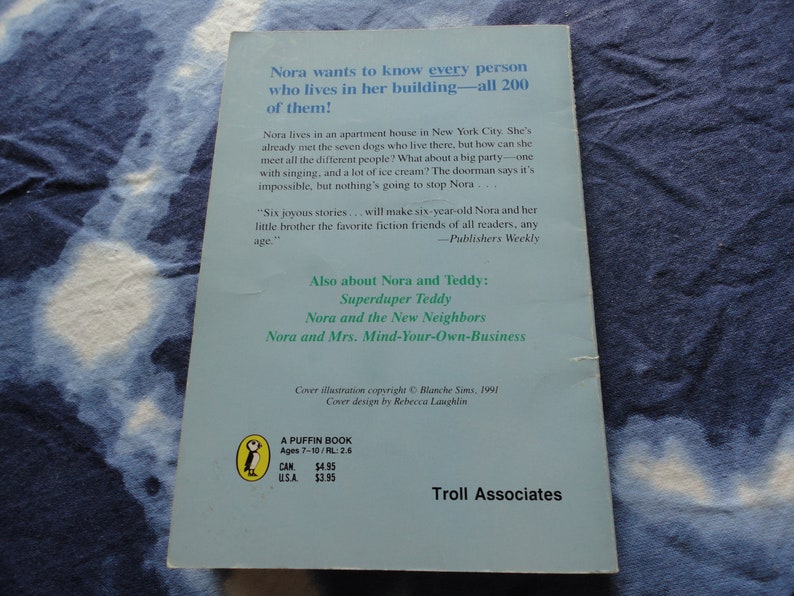 Nora wants to know every person
who lives in her building—all 200
of them!
Nora lives in an apartment house in New York City. She's
already met the seven dogs who live there, but how can she
meet all the different people? What about a big party—one
with singing, and a lot of ice cream? The doorman says it's
impossible, but nothing's going to stop Nora . . .
"Six joyous stories . . . will make six-year-old Nora and her
little brother the favorite fiction friends of all readers, any
age." —Publishers Weekly
Also about Nora and Teddy:
Superduper Teddy
Nora and the New Neighbors
Nora and Mrs. Mind-Your-Own-Business
Cover illustration copyright © Blanche Sims, 1991
Cover design by Rebecca Laughlin
A PUFFIN BOOK
Ages 7–10 / RL: 2.6
CAN. $4.95
U.S.A. $3.95
Troll Associates